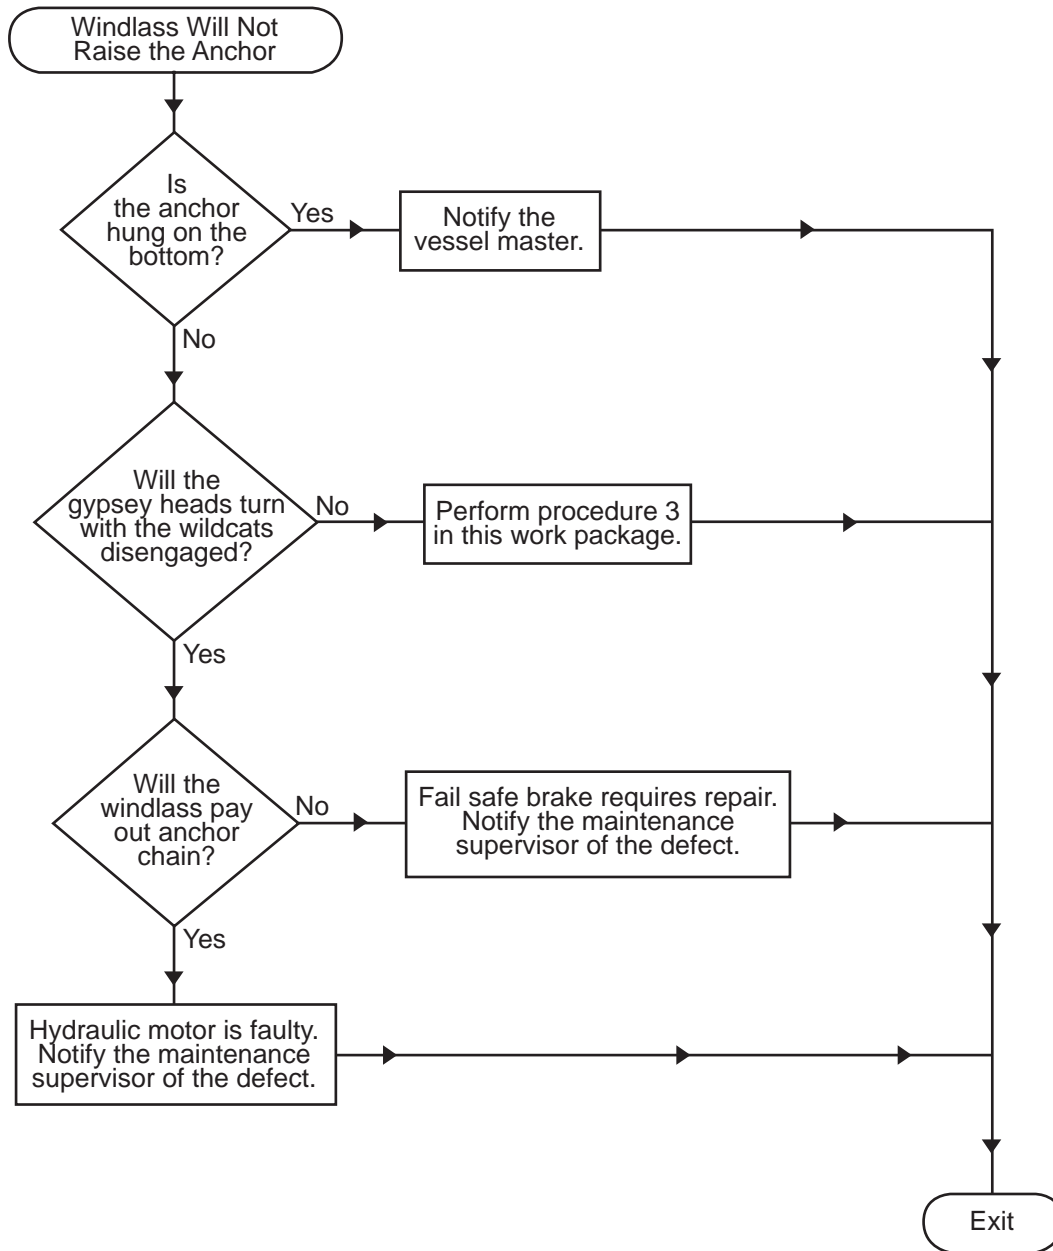 Windlass Will Not
Raise the Anchor
Is
the anchor
hung on the
bottom?
Yes
Notify the
vessel master.
No
Will the
gypsey heads turn
with the wildcats
disengaged?
No
Perform procedure 3
in this work package.
Yes
Will the
windlass pay
out anchor
chain?
No
Fail safe brake requires repair.
Notify the maintenance
supervisor of the defect.
Yes
Hydraulic motor is faulty.
Notify the maintenance
supervisor of the defect.
Exit